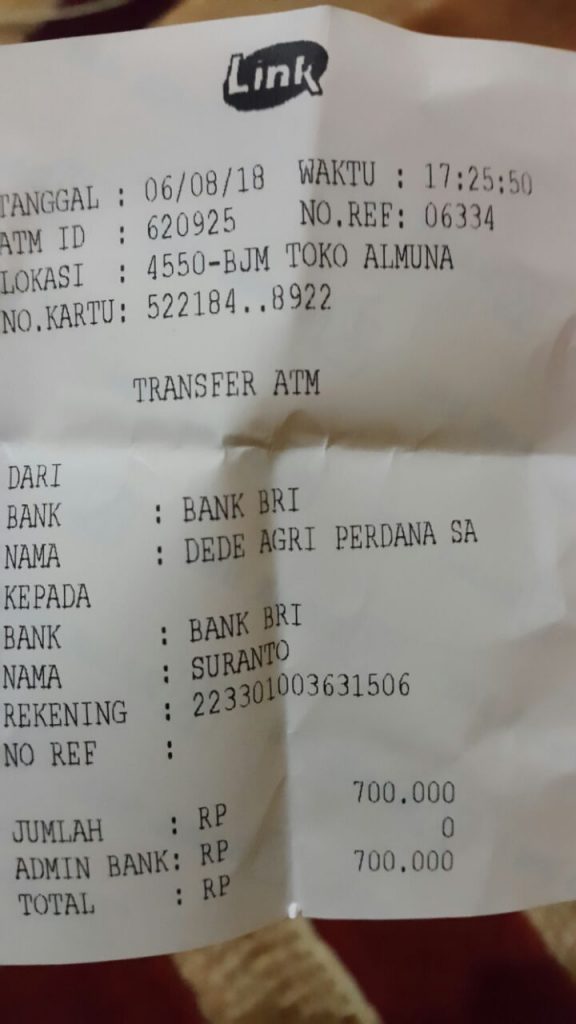 Link
TANGGAL : 06/08/18 WAKTU : 17:25:50
ATM ID : 620925 NO.REF: 06334
LOKASI : 4550-BJM TOKO ALMUNA
NO.KARTU: 522184..8922
TRANSFER ATM
DARI
BANK : BANK BRI
NAMA : DEDE AGRI PERDANA SA
KEPADA
BANK : BANK BRI
NAMA : SURANTO
REKENING : 223301003631506
NO REF :
JUMLAH : RP 700.000
ADMIN BANK: RP 0
TOTAL : RP 700.000